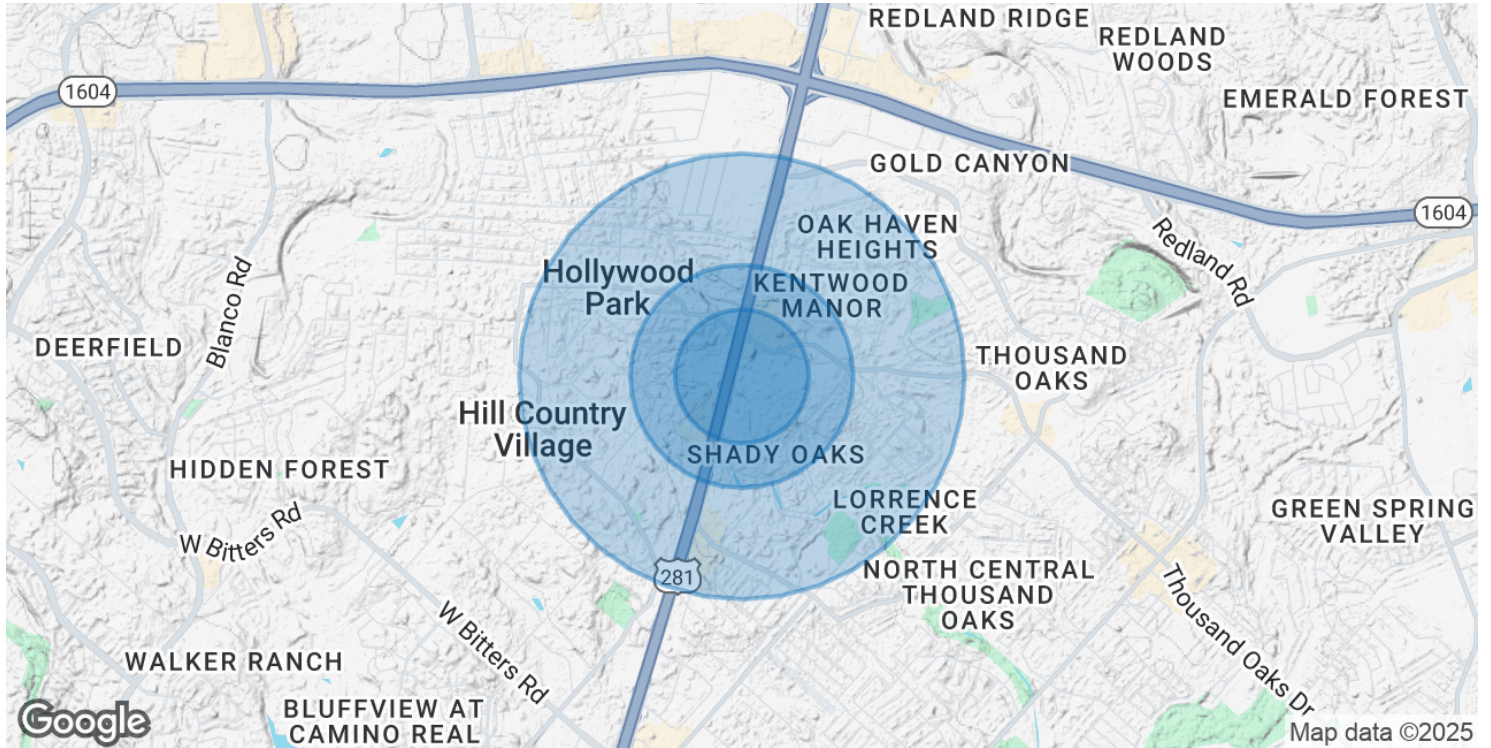 REDLAND RIDGE
REDLAND
WOODS
1604
EMERALD FOREST
GOLD CANYON
1604
OAK HAVEN
HEIGHTS
Redland Rd
Hollywood
Park
KENTWOOD
MANOR
Blanco Rd
DEERFIELD
THOUSAND
OAKS
Hill Country
Village
SHADY OAKS
HIDDEN FOREST
LORRENCE
CREEK
GREEN SPRING
VALLEY
W Bitters Rd
281
NORTH CENTRAL
THOUSAND
OAKS
Thousand Oaks Dr
W Bitters Rd
WALKER RANCH
BLUFFVIEW AT
CAMINO REAL
Google
Map data ©2025